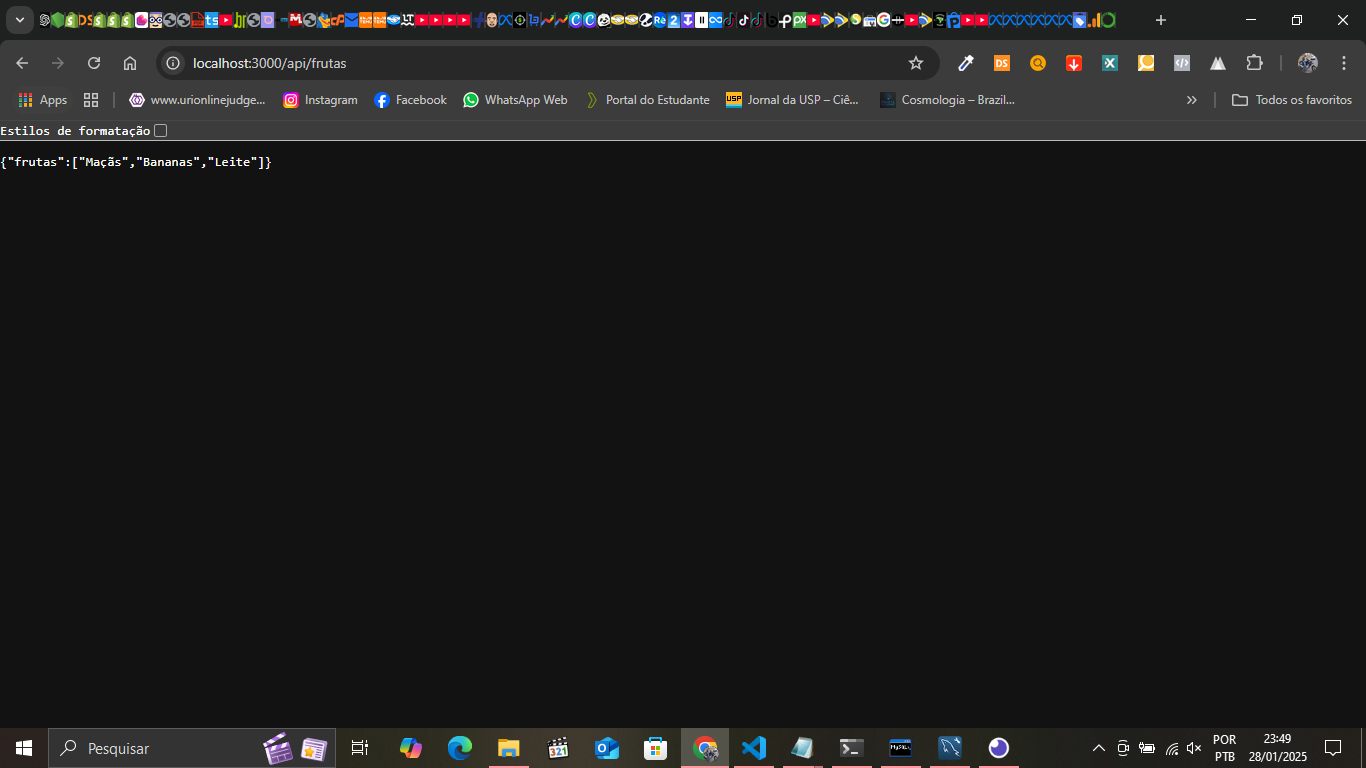 localhost:3000/api/frutas
Apps
www.urionlinejudge...
Instagram
Facebook
WhatsApp Web
Portal do Estudante
Jornal da USP – Ciê...
Cosmologia – Brazil...
Todos os favoritos
Estilos de formatação
{"frutas":["Maçãs","Bananas","Leite"]}
Pesquisar
POR
PTB
23:49
28/01/2025